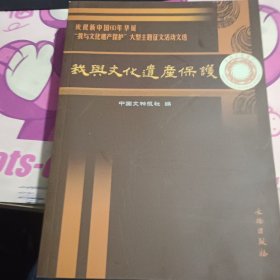 庆祝新中国60年华诞
“我与文化遗产保护”大型主题征文活动文选
我與文化遺產保護
中国文物报社 编
文物出版社
ots-c